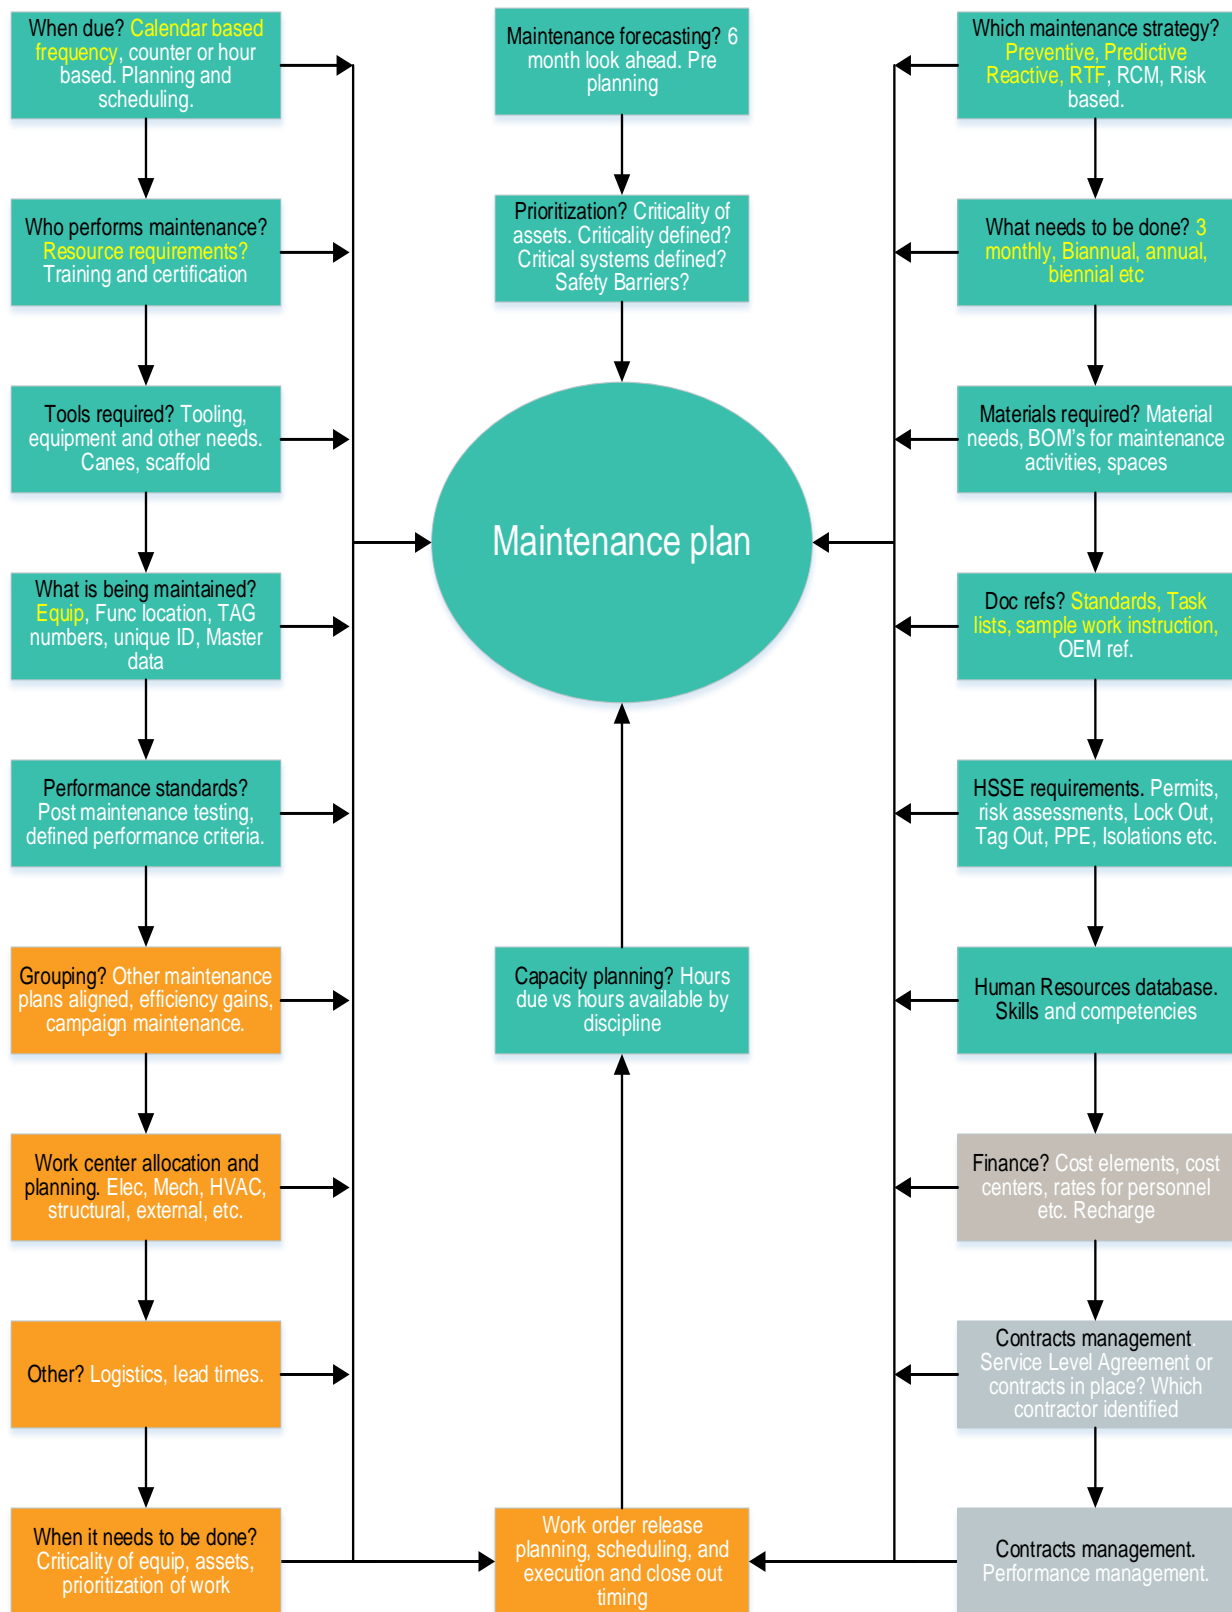 When due? Calendar based
frequency, counter or hour
based. Planning and
scheduling.
Who performs maintenance?
Resource requirements?
Training and certification
Tools required? Tooling,
equipment and other needs.
Canes, scaffold
What is being maintained?
Equip, Func location, TAG
numbers, unique ID, Master
data
Performance standards?
Post maintenance testing,
defined performance criteria.
Grouping? Other maintenance
plans aligned, efficiency gains,
campaign maintenance.
Work center allocation and
planning. Elec, Mech, HVAC,
structural, external, etc.
Other? Logistics, lead times.
When it needs to be done?
Criticality of equip, assets,
prioritization of work
Maintenance forecasting? 6
month look ahead. Pre
planning
Prioritization? Criticality of
assets. Criticality defined?
Critical systems defined?
Safety Barriers?
Maintenance plan
Capacity planning? Hours
due vs hours available by
discipline
Work order release
planning, scheduling, and
execution and close out
timing
Which maintenance strategy?
Preventive, Predictive
Reactive, RTF, RCM, Risk
based.
What needs to be done? 3
monthly, Biannual, annual,
biennial etc
Materials required? Material
needs, BOM's for maintenance
activities, spaces
Doc refs? Standards, Task
lists, sample work instruction,
OEM ref.
HSSE requirements. Permits,
risk assessments, Lock Out,
Tag Out, PPE, Isolations etc.
Human Resources database.
Skills and competencies
Finance? Cost elements, cost
centers, rates for personnel
etc. Recharge
Contracts management.
Service Level Agreement or
contracts in place? Which
contractor identified
Contracts management.
Performance management.